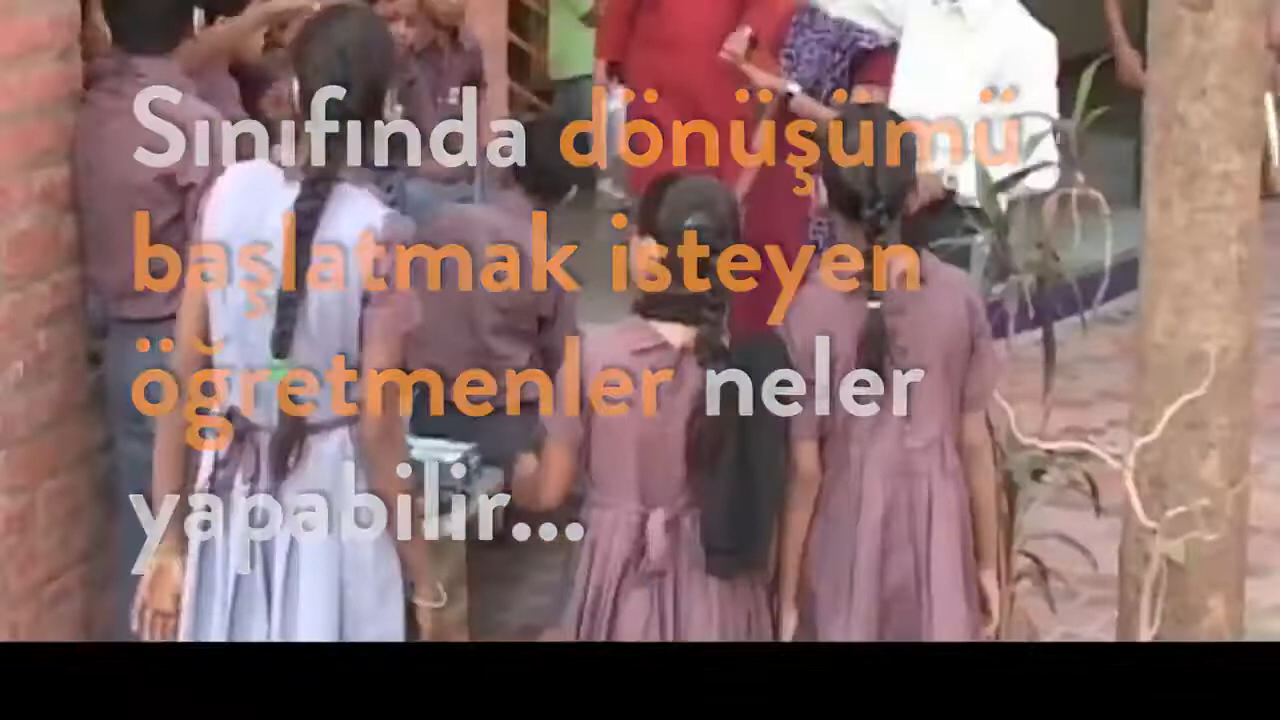 Sınıfında dönüşümü
başlatmak isteyen
öğretmenler neler
yapabilir...